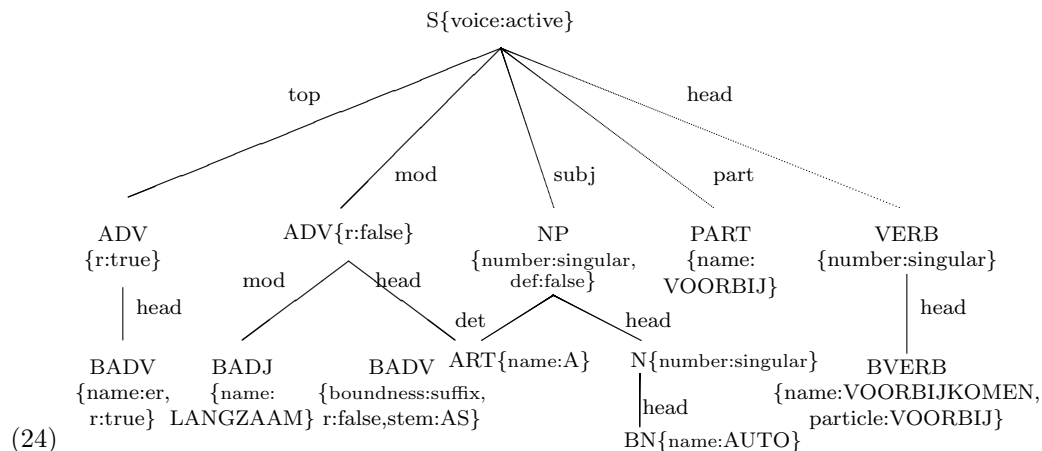 S{voice:active}
top
head
mod
subj
part
ADV
{r:true}
ADV{r:false}
NP
{number:singular,
def:false}
PART
{name:
VOORBIJ}
VERB
{number:singular}
head
mod
head
det
head
head
BADV
{name:er,
r:true}
BADJ
{name:
LANGZAAM}
BADV
{boundness:suffix,
r:false,stem:AS}
ART{name:A}
N{number:singular}
BVERB
{name:VOORBIJKOMEN,
particle:VOORBIJ}
head
BN{name:AUTO}
(24)